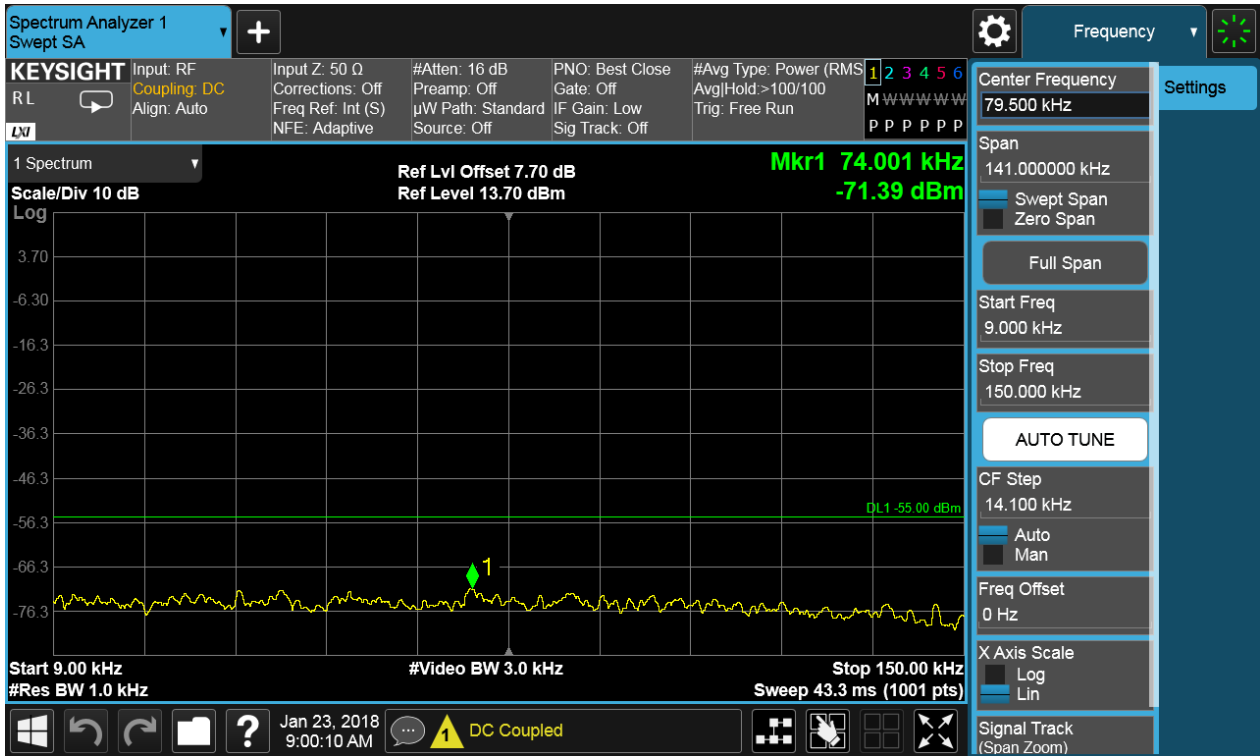 Spectrum Analyzer 1
Swept SA
+
Frequency
KEYSIGHT
RL
LXI
Input: RF
Coupling: DC
Align: Auto
Input Z: 50 Ω
Corrections: Off
Freq Ref: Int (S)
NFE: Adaptive
#Atten: 16 dB
Preamp: Off
µW Path: Standard
Source: Off
PNO: Best Close
Gate: Off
IF Gain: Low
Sig Track: Off
#Avg Type: Power (RMS
Avg|Hold:>100/100
Trig: Free Run
1 2 3 4 5 6
M W W W W W
P P P P P P
1 Spectrum
Scale/Div 10 dB
Log
Ref Lvl Offset 7.70 dB
Ref Level 13.70 dBm
Mkr1 74.001 kHz
-71.39 dBm
3.70
-6.30
-16.3
-26.3
-36.3
-46.3
-56.3
-66.3
-76.3
DL1 -55.00 dBm
1
Start 9.00 kHz
#Res BW 1.0 kHz
#Video BW 3.0 kHz
Stop 150.00 kHz
Sweep 43.3 ms (1001 pts)
Center Frequency
79.500 kHz
Span
141.000000 kHz
Swept Span
Zero Span
Full Span
Start Freq
9.000 kHz
Stop Freq
150.000 kHz
AUTO TUNE
CF Step
14.100 kHz
Auto
Man
Freq Offset
0 Hz
X Axis Scale
Log
Lin
Signal Track
(Span Zoom)
Settings
?
Jan 23, 2018
9:00:10 AM
1
DC Coupled